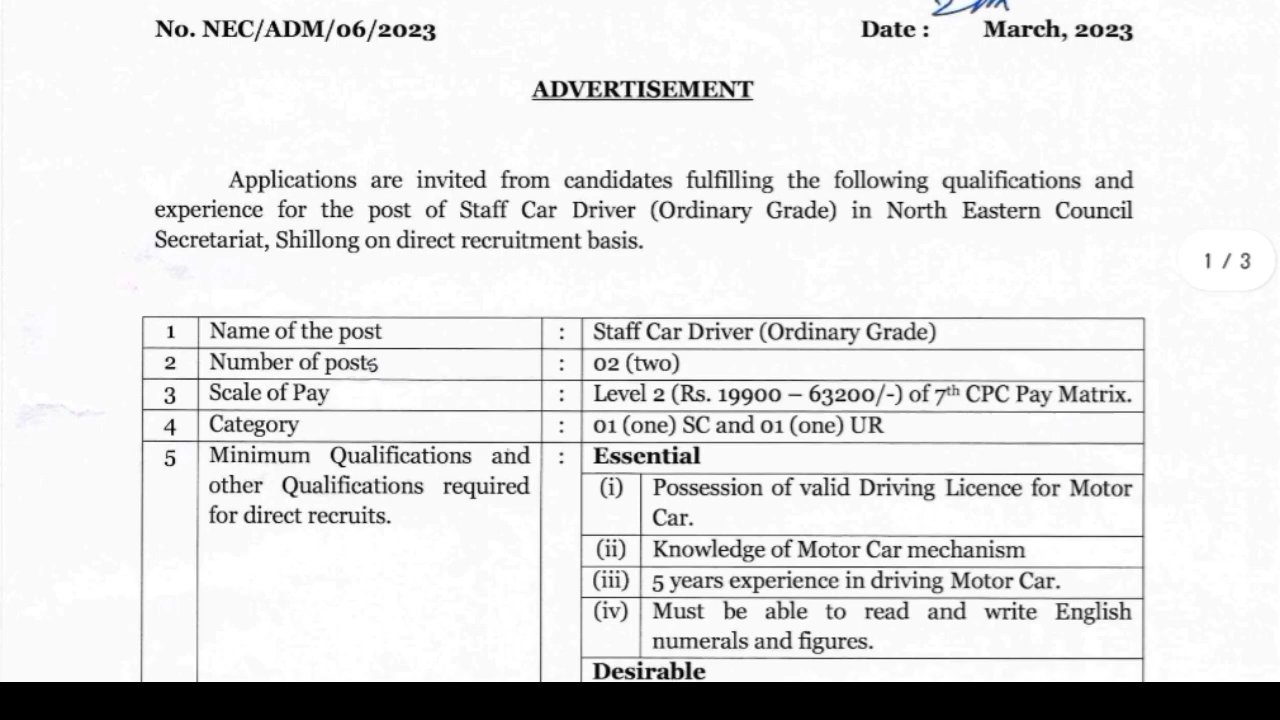 No. NEC/ADM/06/2023 Date : March, 2023
ADVERTISEMENT
Applications are invited from candidates fulfilling the following qualifications and
experience for the post of Staff Car Driver (Ordinary Grade) in North Eastern Council
Secretariat, Shillong on direct recruitment basis.
1 / 3
1 Name of the post : Staff Car Driver (Ordinary Grade)
2 Number of posts : 02 (two)
3 Scale of Pay : Level 2 (Rs. 19900 – 63200/-) of 7th CPC Pay Matrix.
4 Category : 01 (one) SC and 01 (one) UR
5 Minimum Qualifications and : Essential
other Qualifications required (i) Possession of valid Driving Licence for Motor
for direct recruits. Car.
(ii) Knowledge of Motor Car mechanism
(iii) 5 years experience in driving Motor Car.
(iv) Must be able to read and write English
numerals and figures.
Desirable